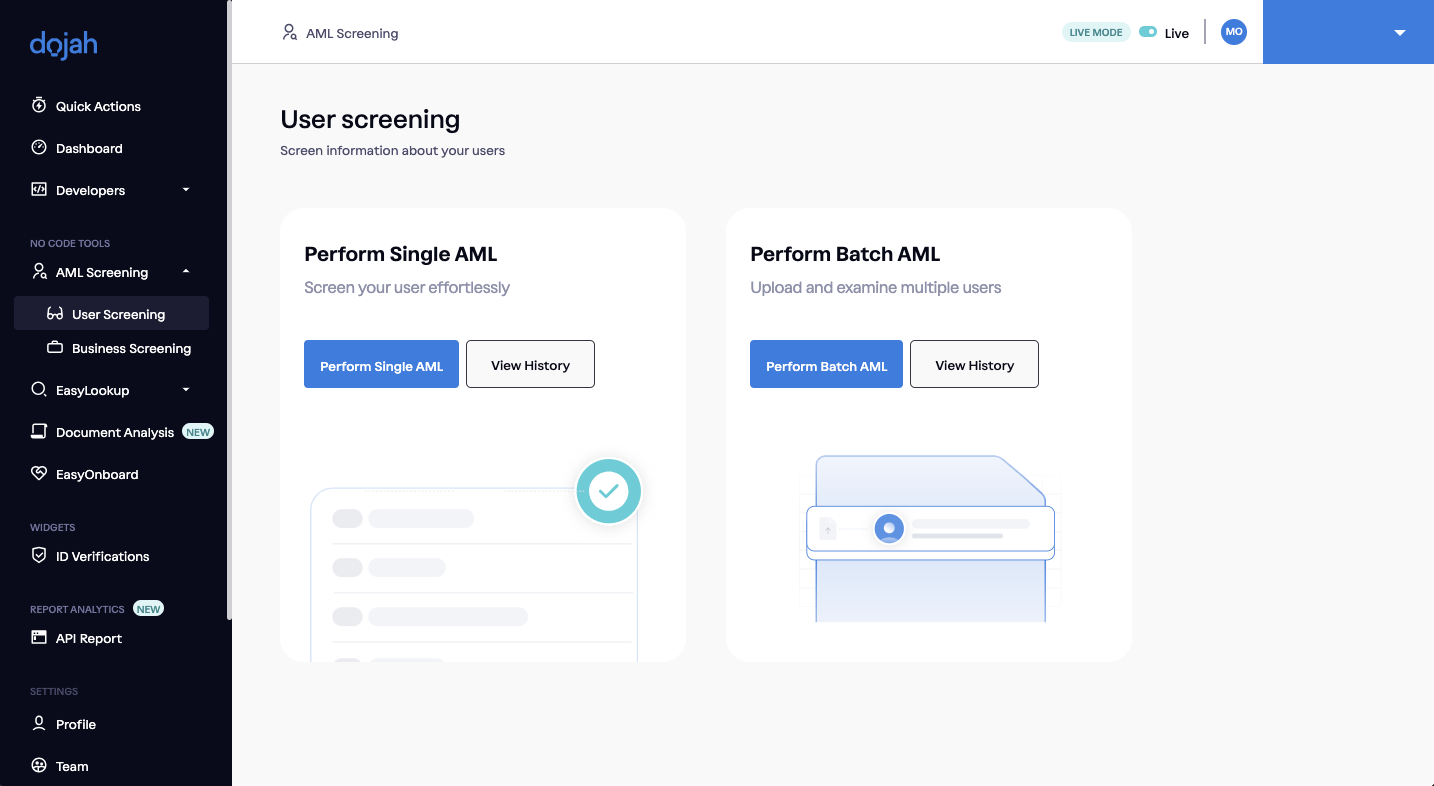 dojah
Quick Actions
Dashboard
Developers
NO CODE TOOLS
AML Screening
User Screening
Business Screening
EasyLookup
Document Analysis NEW
EasyOnboard
WIDGETS
ID Verifications
REPORT ANALYTICS NEW
API Report
SETTINGS
Profile
Team
AML Screening
LIVE MODE Live MO
User screening
Screen information about your users
Perform Single AML
Screen your user effortlessly
Perform Single AML View History
Perform Batch AML
Upload and examine multiple users
Perform Batch AML View History